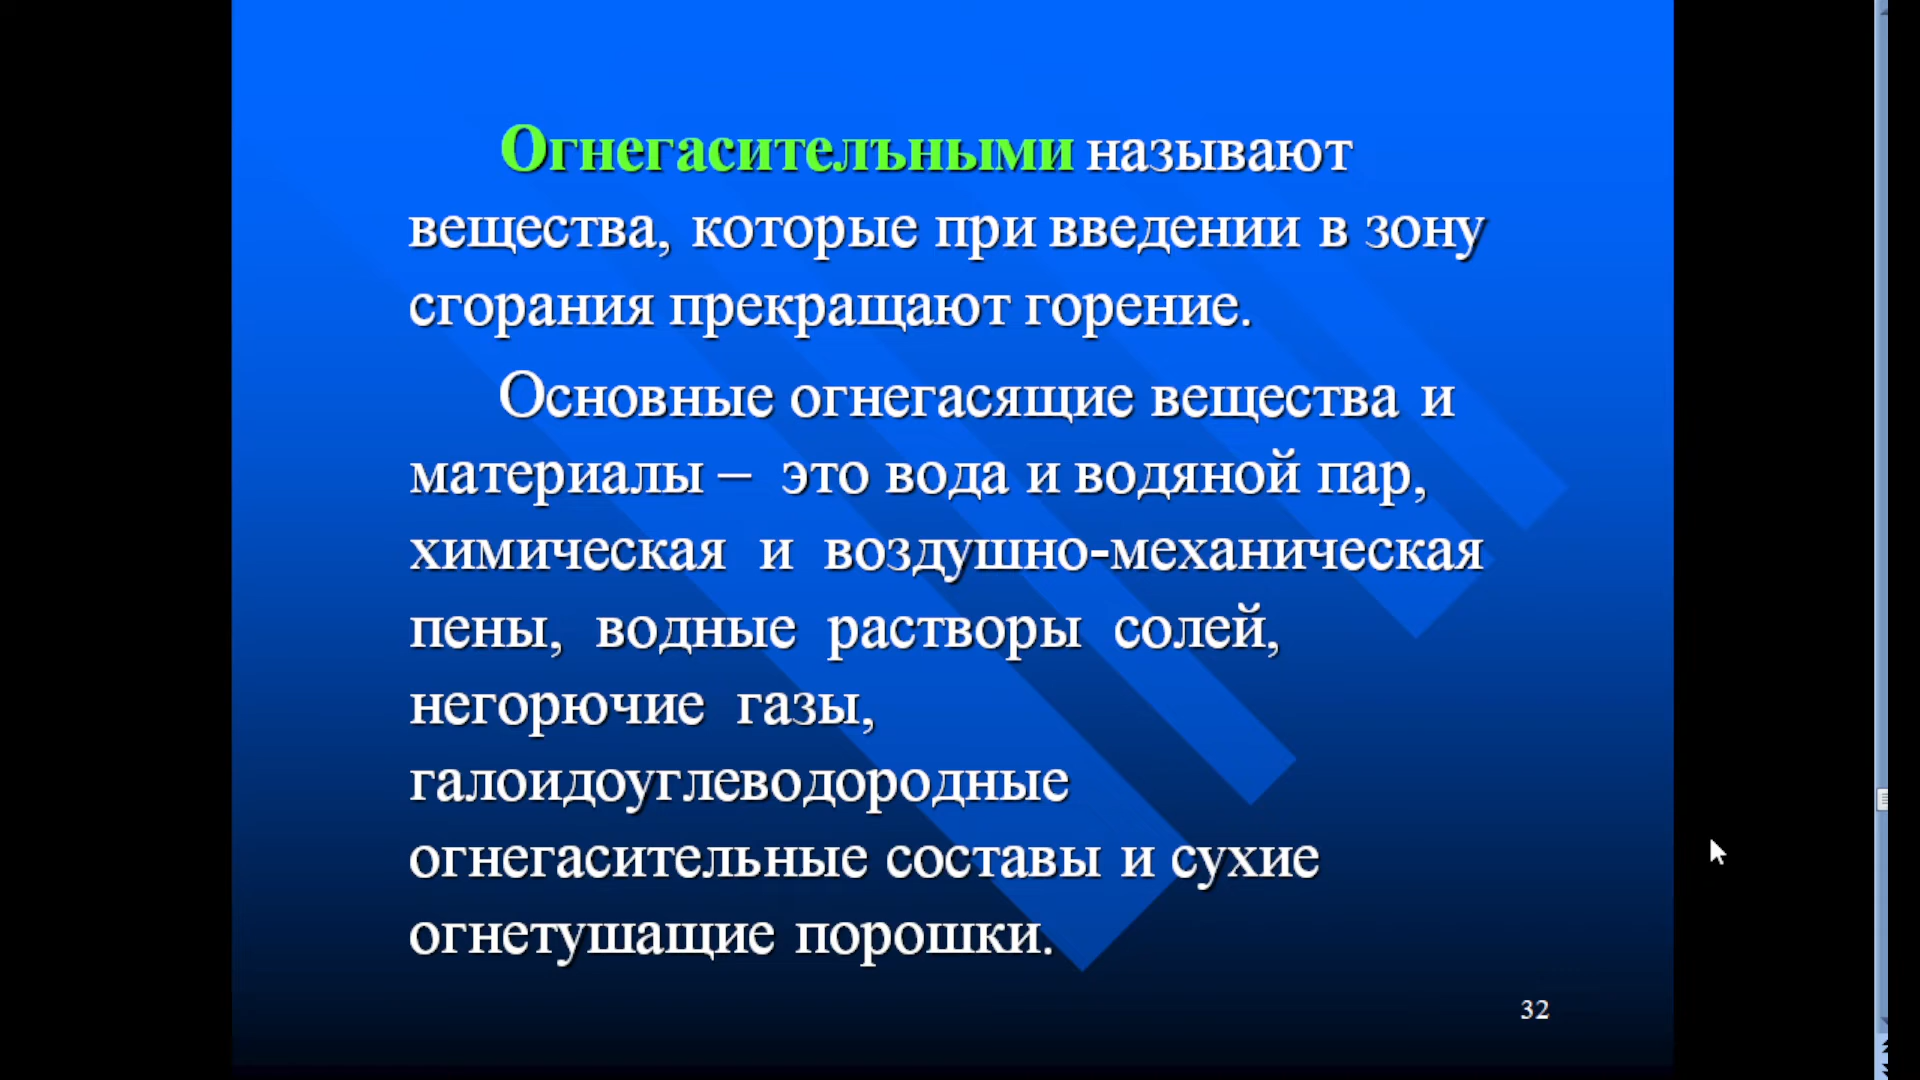 Огнегасителъными называют
вещества, которые при введении в зону
сгорания прекращают горение.
Основные огнегасящие вещества и
материалы – это вода и водяной пар,
химическая и воздушно-механическая
пены, водные растворы солей,
негорючие газы,
галоидоуглеводородные
огнегасительные составы и сухие
огнетушащие порошки.
32